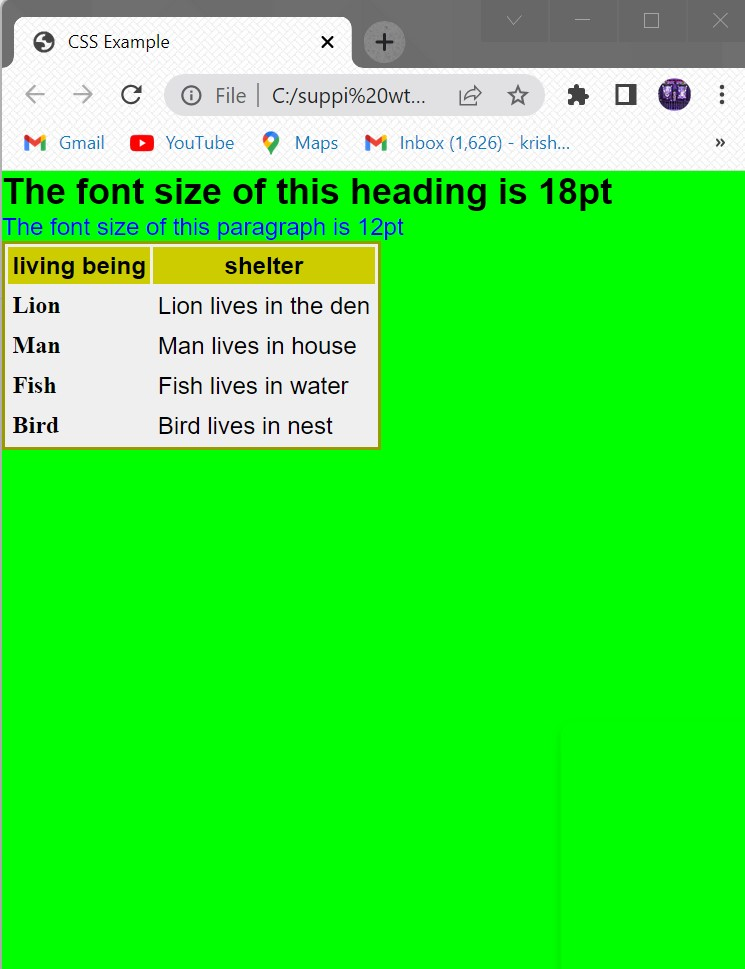 CSS Example
File C:/suppi%20wt...
Gmail YouTube Maps Inbox (1,626) - krish... »
The font size of this heading is 18pt
The font size of this paragraph is 12pt
living being shelter
Lion Lion lives in the den
Man Man lives in house
Fish Fish lives in water
Bird Bird lives in nest